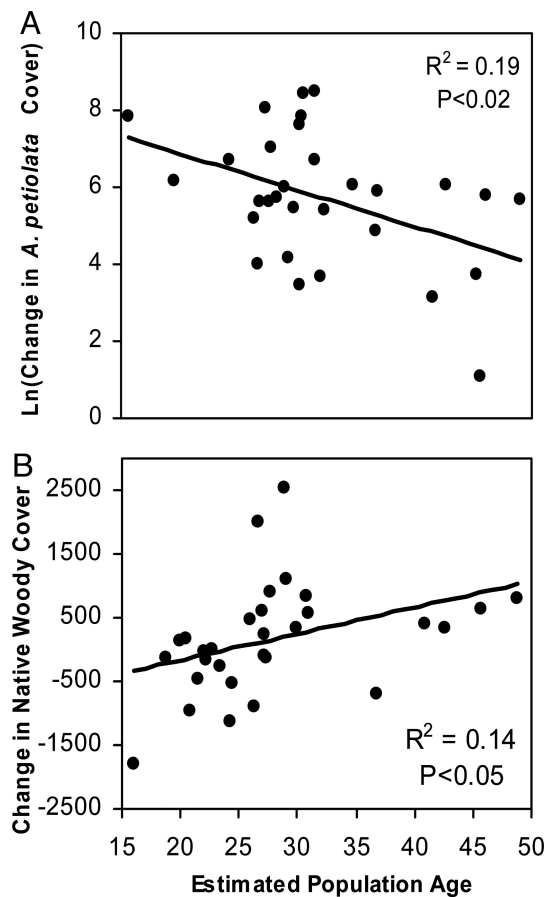 A
10
8
6
4
2
0
Ln(Change in A. petiolata Cover)
R² = 0.19
P<0.02
B
2500
1500
500
-500
-1500
-2500
Change in Native Woody Cover
R² = 0.14
P<0.05
15 20 25 30 35 40 45 50
Estimated Population Age